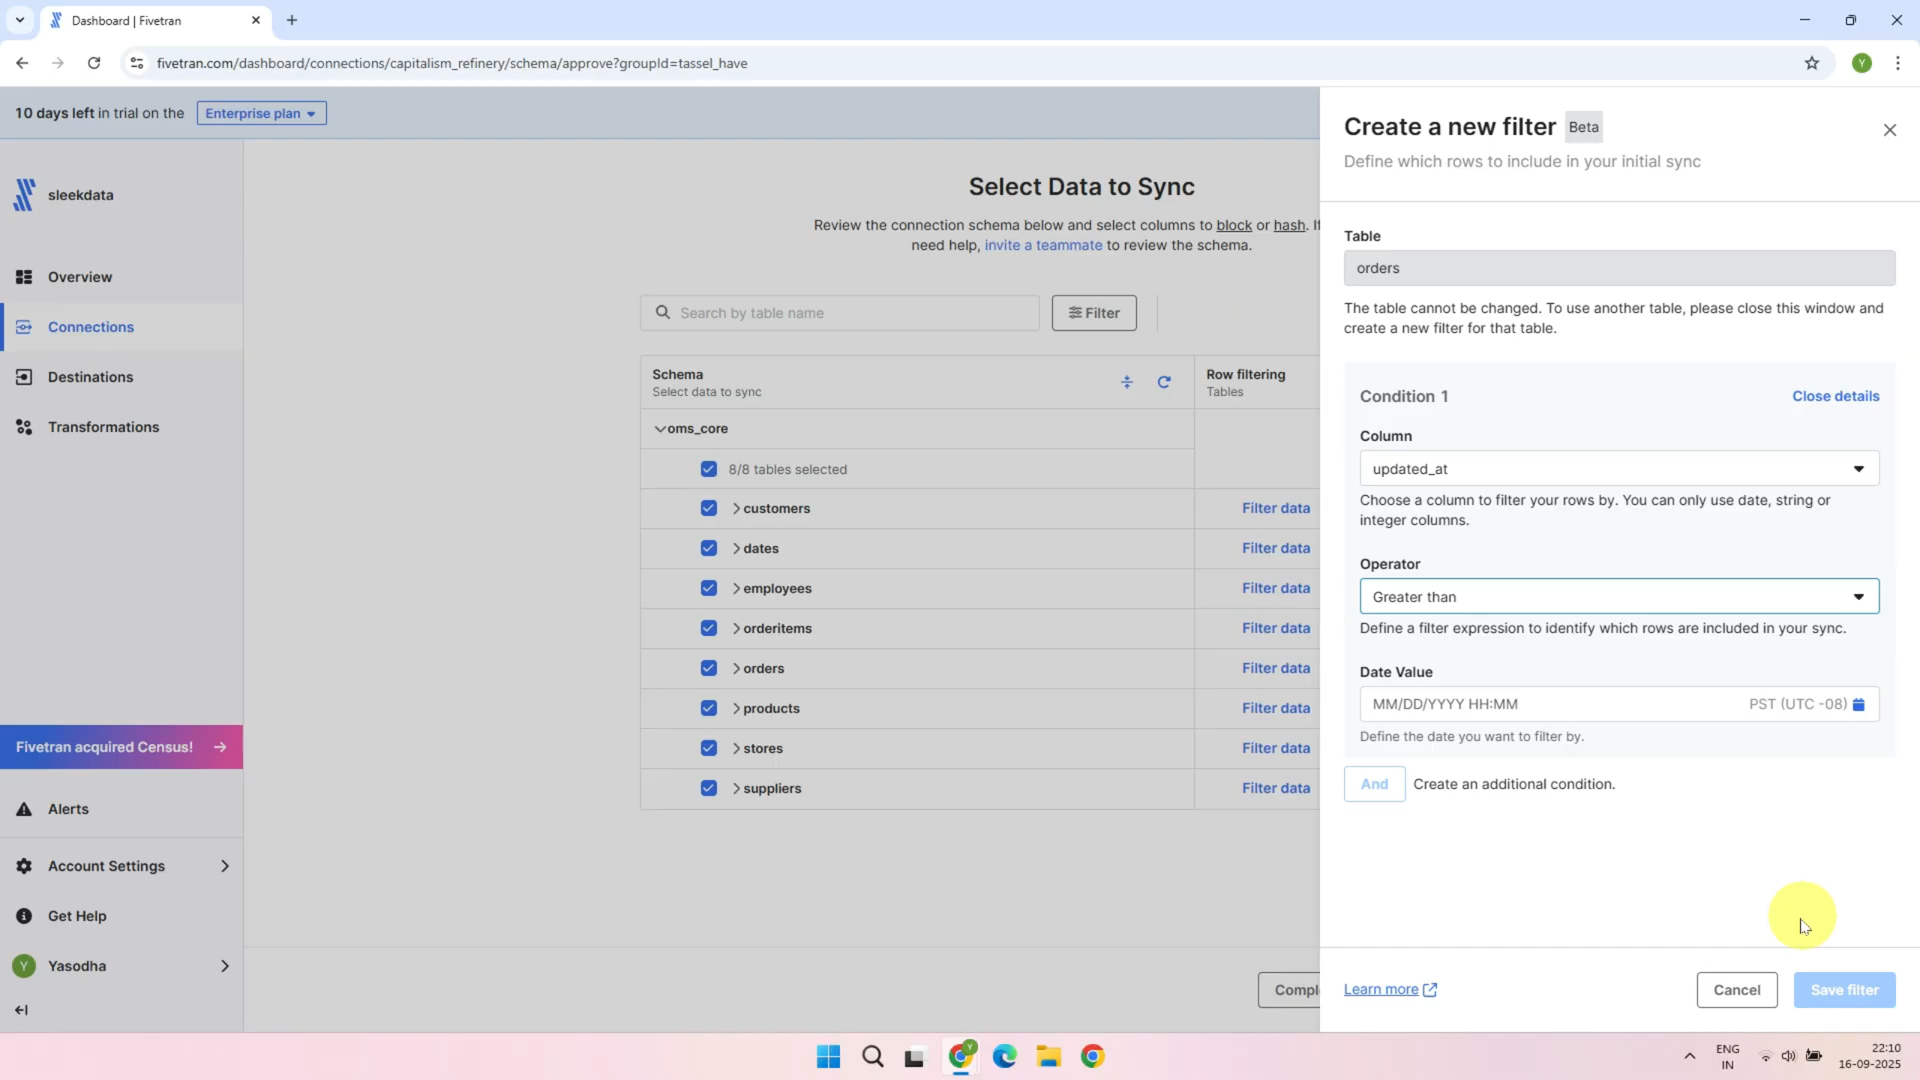 Dashboard | Fivetran
fivetran.com/dashboard/connections/capitalism_refinery/schema/approve?groupId=tassel_have
Y
10 days left in trial on the
Enterprise plan
sleekdata
Overview
Connections
Destinations
Transformations
Fivetran acquired Census!
Alerts
Account Settings
Get Help
Y Yasodha
Select Data to Sync
Review the connection schema below and select columns to block or hash. If
need help, invite a teammate to review the schema.
Search by table name
Filter
Schema
Select data to sync
Row filtering
Tables
oms_core
8/8 tables selected
customers Filter data
dates Filter data
employees Filter data
orderitems Filter data
orders Filter data
products Filter data
stores Filter data
suppliers Filter data
Compl
Create a new filter Beta
Define which rows to include in your initial sync
Table
orders
The table cannot be changed. To use another table, please close this window and
create a new filter for that table.
Condition 1 Close details
Column
updated_at
Choose a column to filter your rows by. You can only use date, string or
integer columns.
Operator
Greater than
Define a filter expression to identify which rows are included in your sync.
Date Value
MM/DD/YYYY HH:MM PST (UTC -08)
Define the date you want to filter by.
And Create an additional condition.
Learn more
Cancel
Save filter
Y
ENG
IN
22:10
16-09-2025